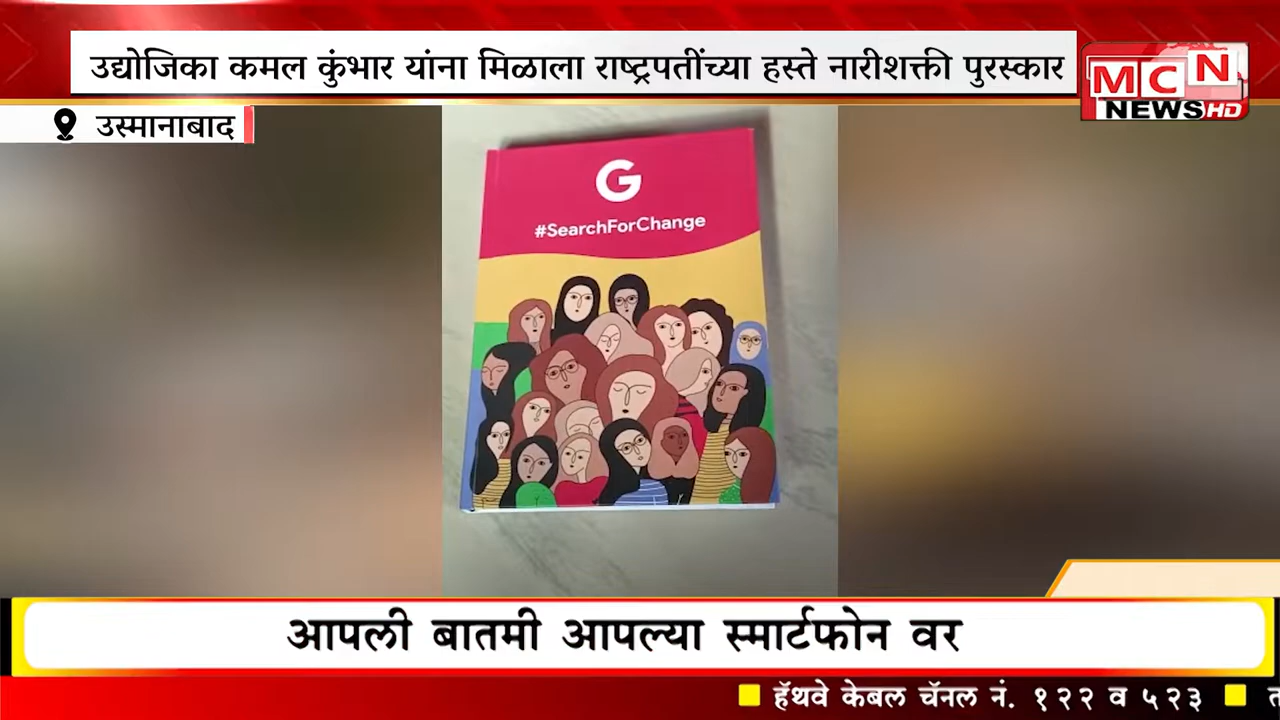 उद्योजिका कमल कुंभार यांना मिळाला राष्ट्रपतींच्या हस्ते नारीशक्ती पुरस्कार
MCN
NEWS HD
उस्मानाबाद
G
#SearchForChange
आपली बातमी आपल्या स्मार्टफोन वर
हॅथवे केबल चॅनल नं. १२२ व ५२३